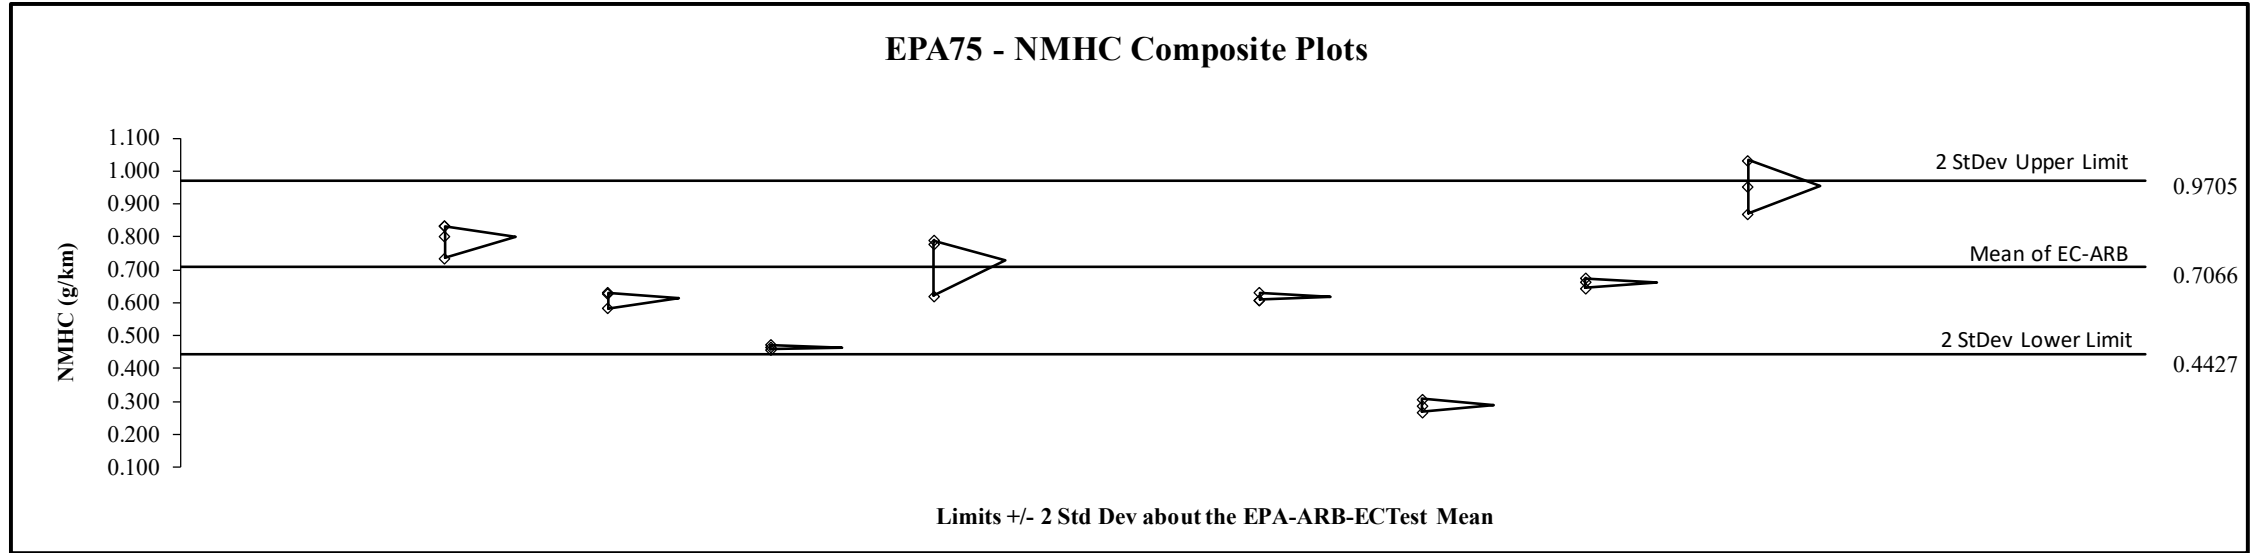 EPA75 - NMHC Composite Plots
NMHC (g/km)
1.100
1.000
0.900
0.800
0.700
0.600
0.500
0.400
0.300
0.200
0.100
2 StDev Upper Limit
0.9705
Mean of EC-ARB
0.7066
2 StDev Lower Limit
0.4427
Limits +/- 2 Std Dev about the EPA-ARB-ECTest Mean